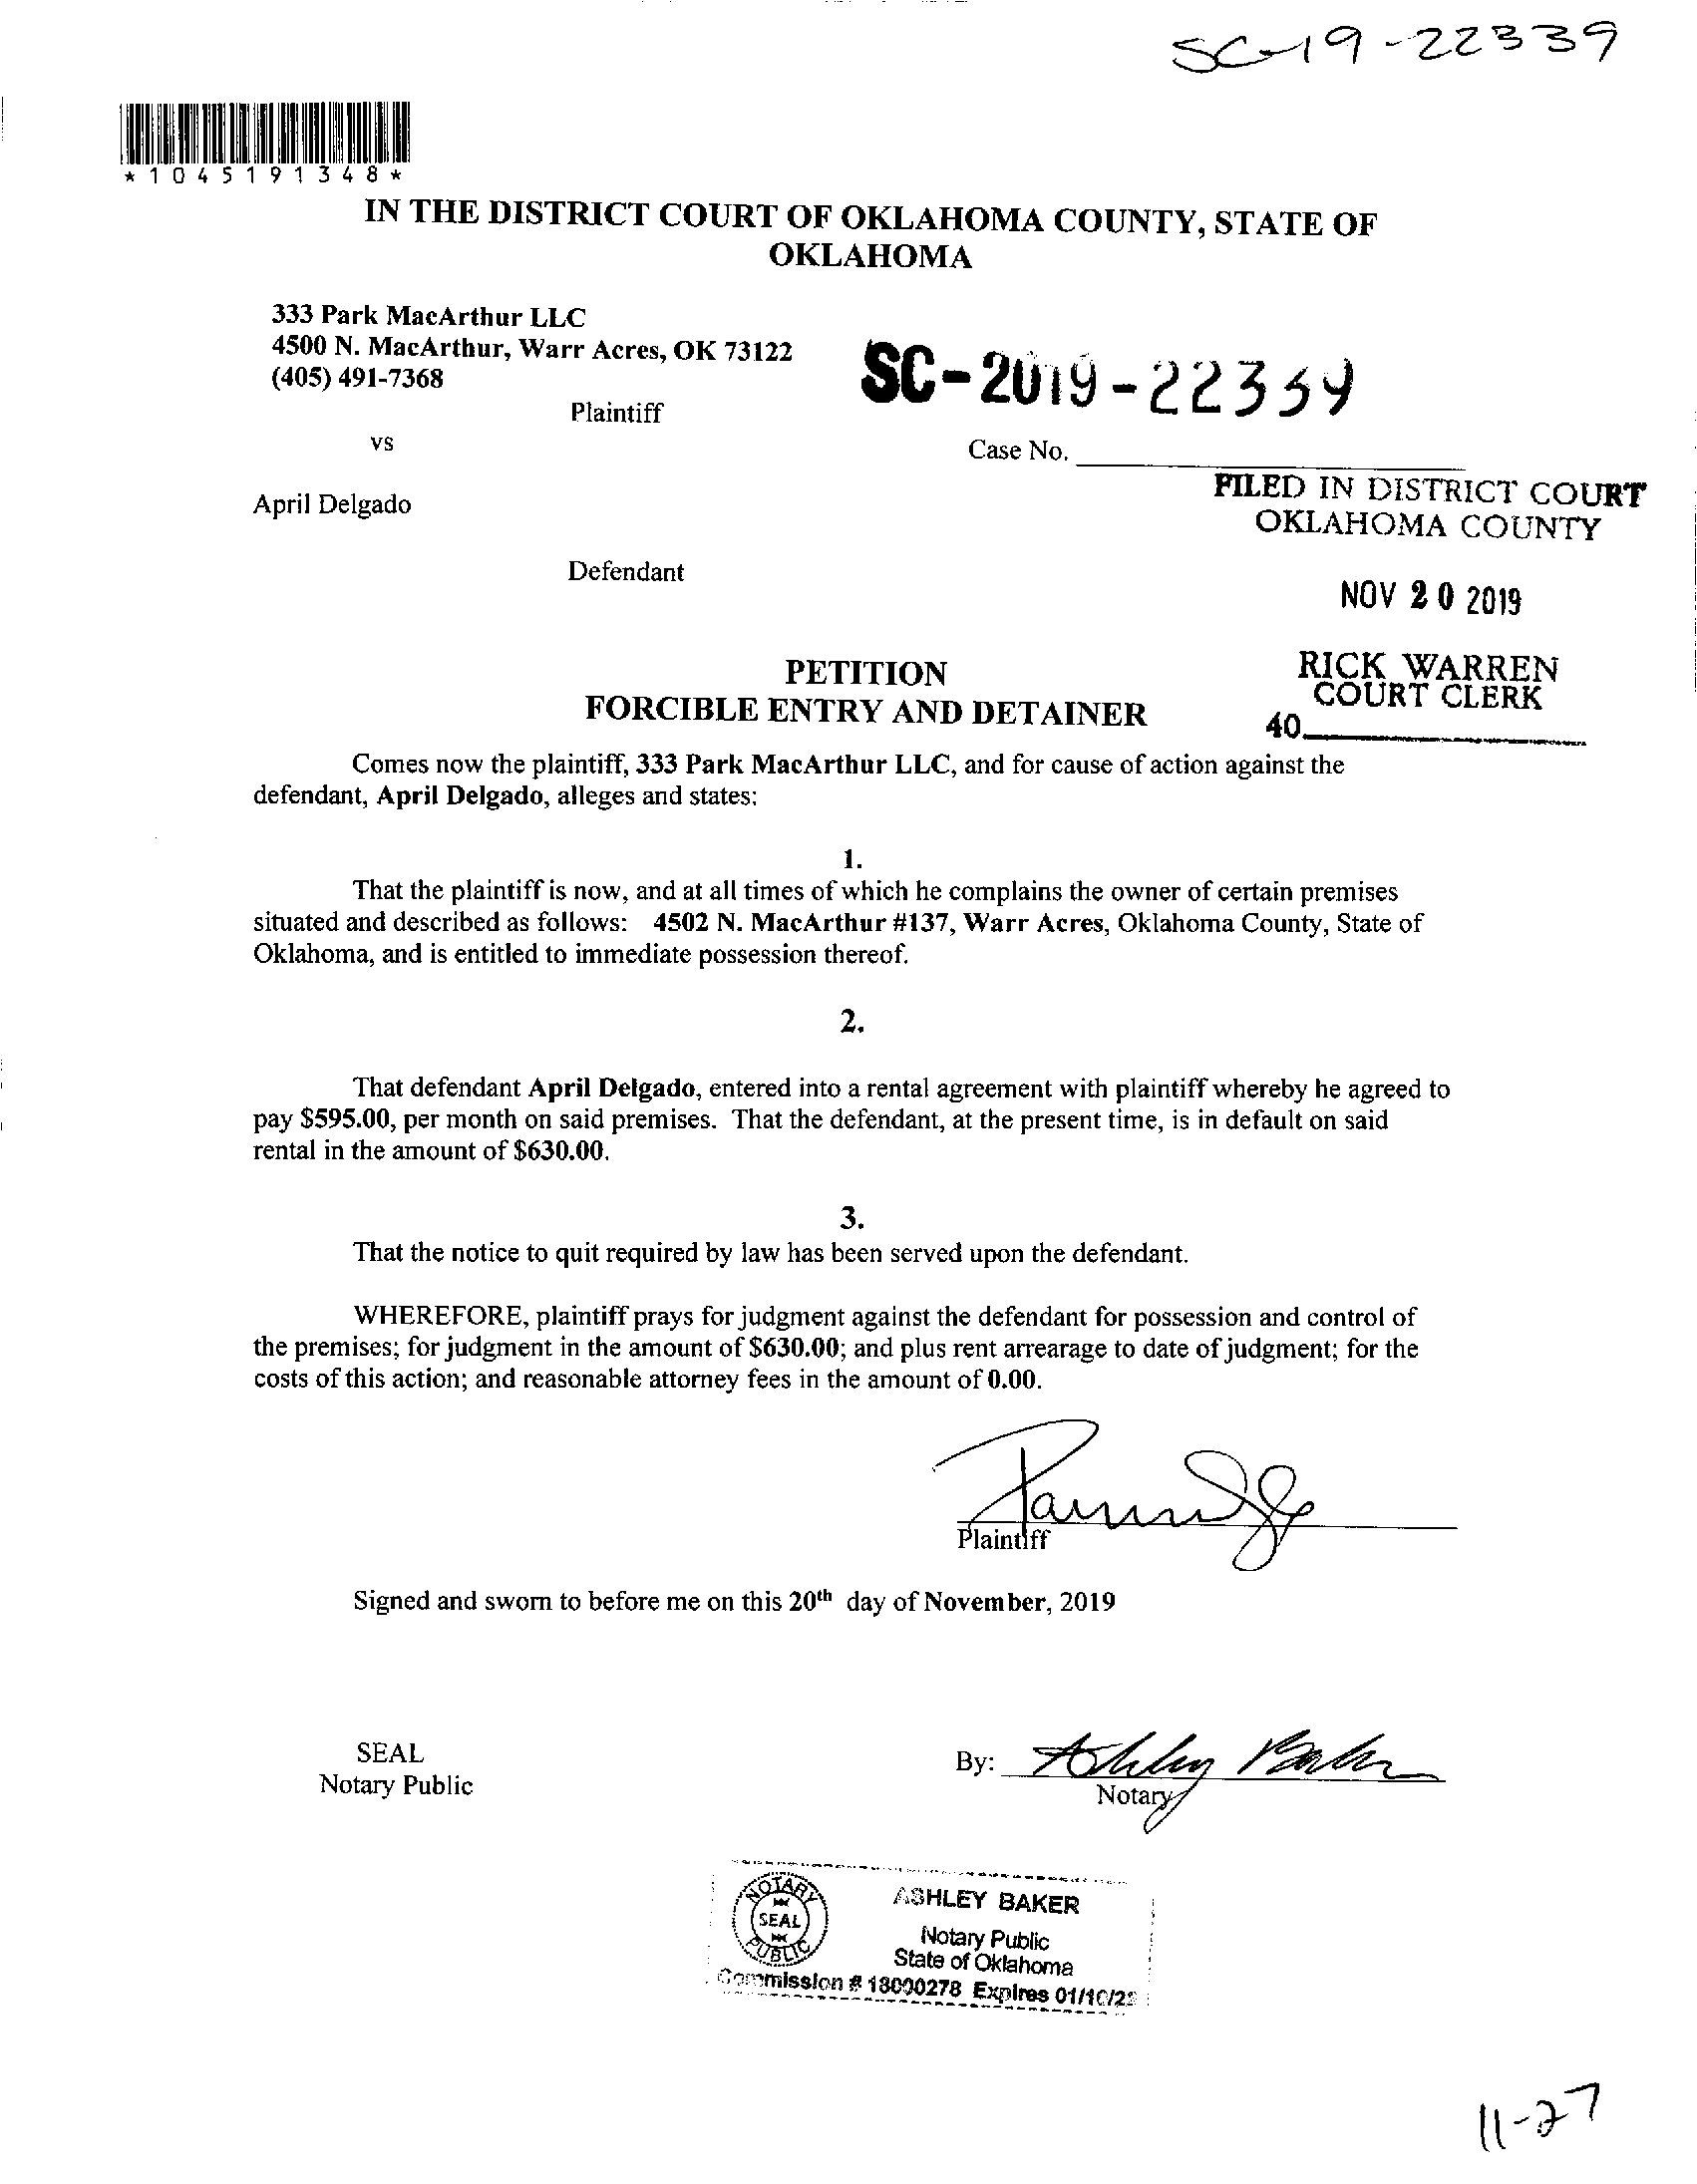 SC-19-22339
*1045191348*
IN THE DISTRICT COURT OF OKLAHOMA COUNTY, STATE OF
OKLAHOMA
333 Park MacArthur LLC
4500 N. MacArthur, Warr Acres, OK 73122
(405) 491-7368
Plaintiff
SC-2019-22339
vs
Case No.
April Delgado
FILED IN DISTRICT COURT
OKLAHOMA COUNTY
Defendant
NOV 20 2019
PETITION
FORCIBLE ENTRY AND DETAINER
RICK WARREN
COURT CLERK
40
Comes now the plaintiff, 333 Park MacArthur LLC, and for cause of action against the
defendant, April Delgado, alleges and states:
1.
That the plaintiff is now, and at all times of which he complains the owner of certain premises
situated and described as follows: 4502 N. MacArthur #137, Warr Acres, Oklahoma County, State of
Oklahoma, and is entitled to immediate possession thereof.
2.
That defendant April Delgado, entered into a rental agreement with plaintiff whereby he agreed to
pay $595.00, per month on said premises. That the defendant, at the present time, is in default on said
rental in the amount of $630.00.
3.
That the notice to quit required by law has been served upon the defendant.
WHEREFORE, plaintiff prays for judgment against the defendant for possession and control of
the premises; for judgment in the amount of $630.00; and plus rent arrearage to date of judgment; for the
costs of this action; and reasonable attorney fees in the amount of 0.00.
Plaintiff
Signed and sworn to before me on this 20th day of November, 2019
SEAL
Notary Public
By: Ashley Baker
Notary
NOTARY
SEAL
PUBLIC
ASHLEY BAKER
Notary Public
State of Oklahoma
Commission # 18000278 Expires 01/10/22
11-27